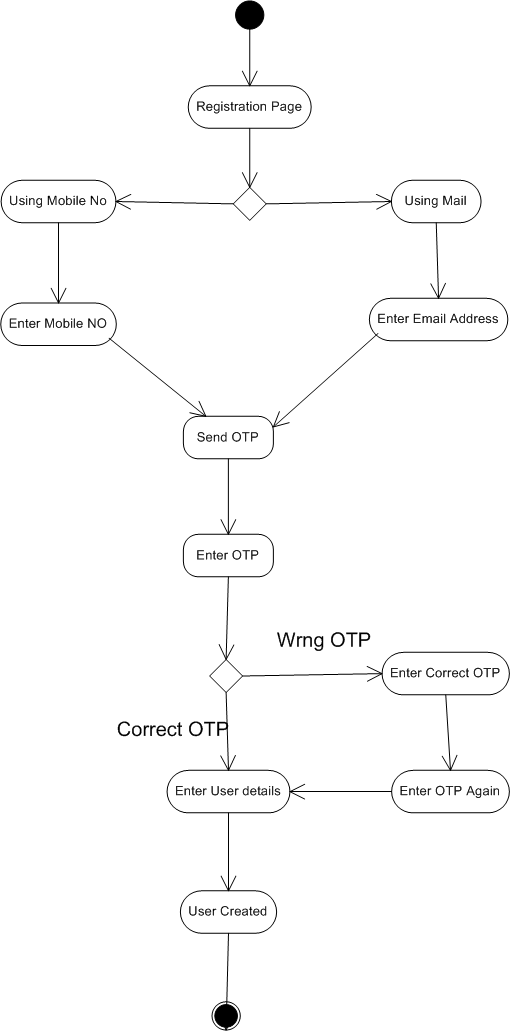 Registration Page
Using Mobile No
Using Mail
Enter Mobile NO
Enter Email Address
Send OTP
Enter OTP
Wrng OTP
Enter Correct OTP
Correct OTP
Enter User details
Enter OTP Again
User Created